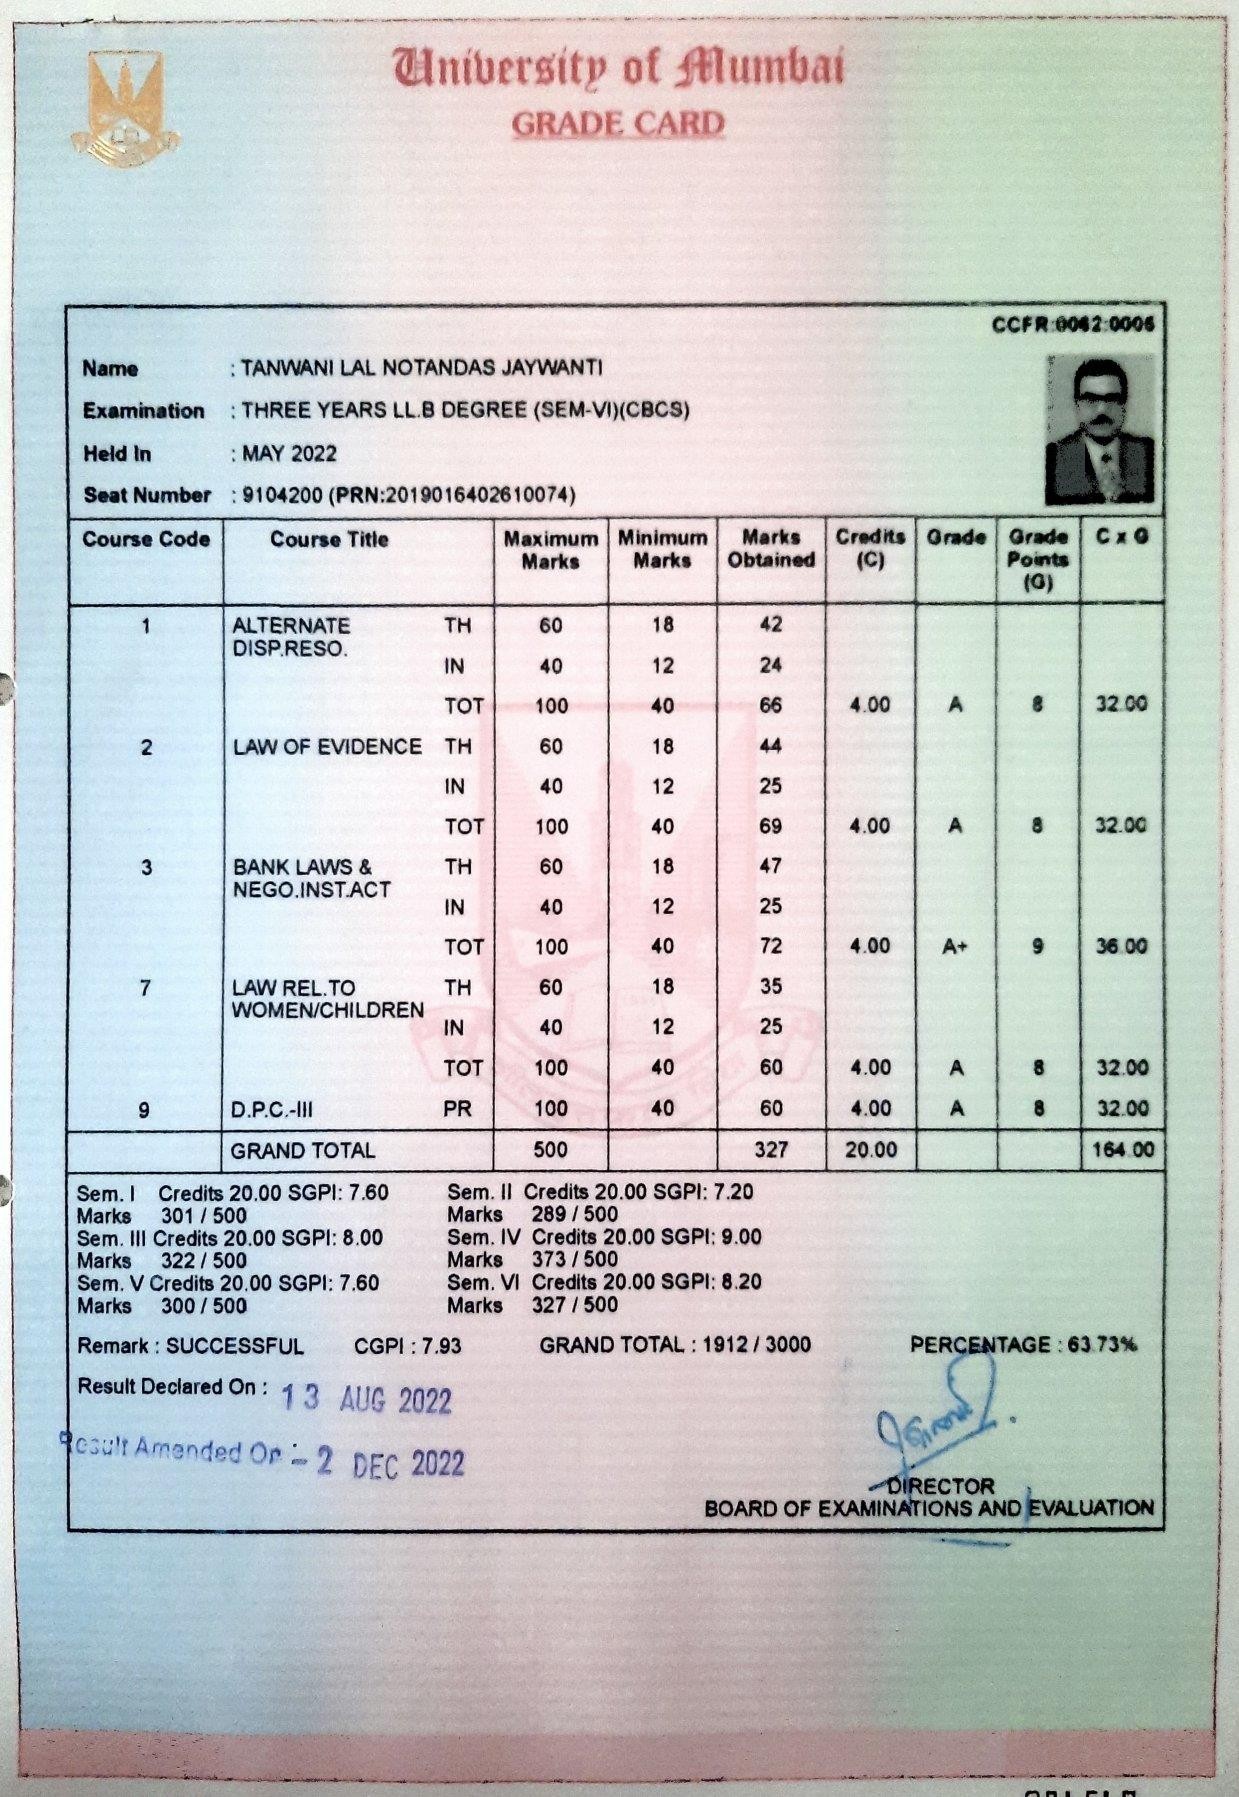 University of Mumbai
GRADE CARD
CCFR:0062:0006
Name : TANWANI LAL NOTANDAS JAYWANTI
Examination : THREE YEARS LL.B DEGREE (SEM-VI)(CBCS)
Held In : MAY 2022
Seat Number : 9104200 (PRN:2019016402610074)
Course Code Course Title Maximum Marks Minimum Marks Marks Obtained Credits (C) Grade Grade Points (G) C x G
1 ALTERNATE DISP.RESO. TH 60 18 42
IN 40 12 24
TOT 100 40 66 4.00 A 8 32.00
2 LAW OF EVIDENCE TH 60 18 44
IN 40 12 25
TOT 100 40 69 4.00 A 8 32.00
3 BANK LAWS & NEGO.INST.ACT TH 60 18 47
IN 40 12 25
TOT 100 40 72 4.00 A+ 9 36.00
7 LAW REL.TO WOMEN/CHILDREN TH 60 18 35
IN 40 12 25
TOT 100 40 60 4.00 A 8 32.00
9 D.P.C.-III PR 100 40 60 4.00 A 8 32.00
GRAND TOTAL 500 327 20.00 164.00
Sem. I Credits 20.00 SGPI: 7.60 Sem. II Credits 20.00 SGPI: 7.20
Marks 301 / 500 Marks 289 / 500
Sem. III Credits 20.00 SGPI: 8.00 Sem. IV Credits 20.00 SGPI: 9.00
Marks 322 / 500 Marks 373 / 500
Sem. V Credits 20.00 SGPI: 7.60 Sem. VI Credits 20.00 SGPI: 8.20
Marks 300 / 500 Marks 327 / 500
Remark : SUCCESSFUL CGPI : 7.93 GRAND TOTAL : 1912 / 3000 PERCENTAGE : 63.73%
Result Declared On : 13 AUG 2022
Result Amended On :- 2 DEC 2022
DIRECTOR
BOARD OF EXAMINATIONS AND EVALUATION